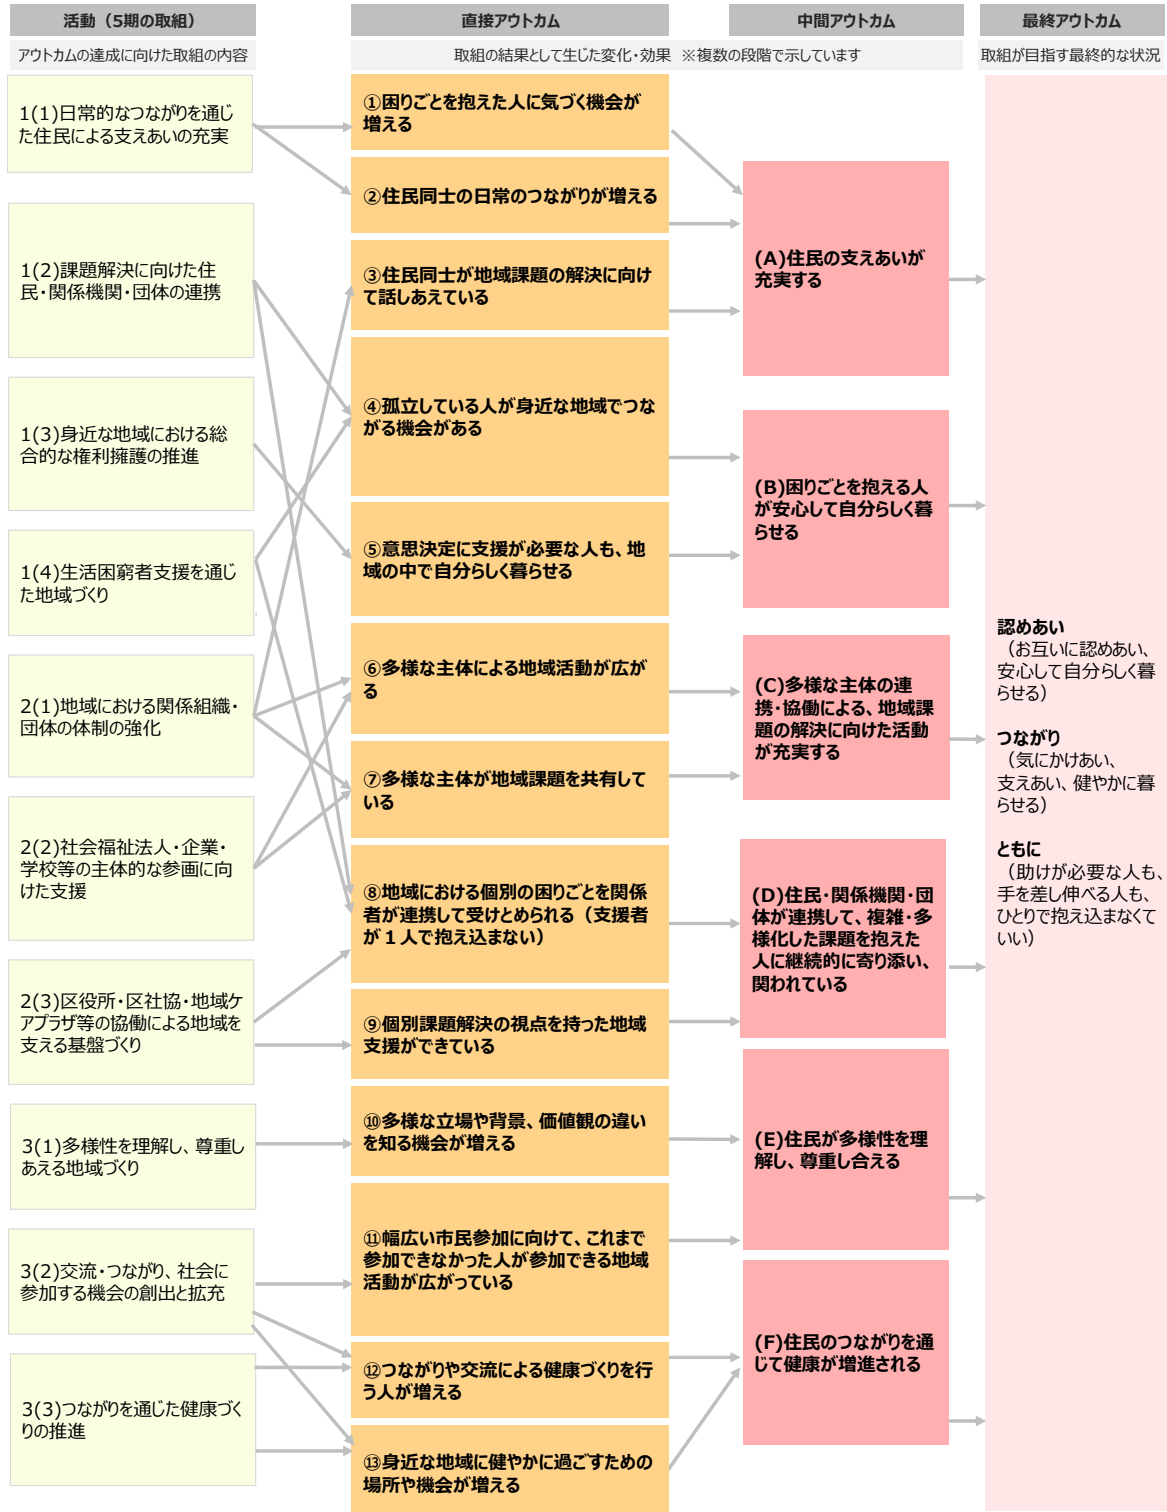 活動（5期の取組）
アウトカムの達成に向けた取組の内容
1(1)日常的なつながりを通じ
た住民による支えあいの充実
1(2)課題解決に向けた住
民・関係機関・団体の連携
1(3)身近な地域における総
合的な権利擁護の推進
1(4)生活困窮者支援を通じ
た地域づくり
2(1)地域における関係組織・
団体の体制の強化
2(2)社会福祉法人・企業・
学校等の主体的な参画に向
けた支援
2(3)区役所・区社協・地域ケ
アプラザ等の協働による地域を
支える基盤づくり
3(1)多様性を理解し、尊重し
あえる地域づくり
3(2)交流・つながり、社会に
参加する機会の創出と拡充
3(3)つながりを通じた健康づく
りの推進
直接アウトカム
中間アウトカム
取組の結果として生じた変化・効果　※複数の段階で示しています
①困りごとを抱えた人に気づく機会が
増える
②住民同士の日常のつながりが増える
③住民同士が地域課題の解決に向け
て話しあえている
④孤立している人が身近な地域でつな
がる機会がある
⑤意思決定に支援が必要な人も、地
域の中で自分らしく暮らせる
⑥多様な主体による地域活動が広が
る
⑦多様な主体が地域課題を共有して
いる
⑧地域における個別の困りごとを関係
者が連携して受けとめられる（支援者
が１人で抱え込まない）
⑨個別課題解決の視点を持った地域
支援ができている
⑩多様な立場や背景、価値観の違い
を知る機会が増える
⑪幅広い市民参加に向けて、これまで
参加できなかった人が参加できる地域
活動が広がっている
⑫つながりや交流による健康づくりを行
う人が増える
⑬身近な地域に健やかに過ごすための
場所や機会が増える
(A)住民の支えあいが
充実する
(B)困りごとを抱える人
が安心して自分らしく暮
らせる
(C)多様な主体の連
携・協働による、地域課
題の解決に向けた活動
が充実する
(D)住民・関係機関・団
体が連携して、複雑・多
様化した課題を抱えた
人に継続的に寄り添い、
関われている
(E)住民が多様性を理
解し、尊重し合える
(F)住民のつながりを通
じて健康が増進される
最終アウトカム
取組が目指す最終的な状況
認めあい
（お互いに認めあい、
安心して自分らしく暮
らせる）
つながり
（気にかけあい、
支えあい、健やかに暮
らせる）
ともに
（助けが必要な人も、
手を差し伸べる人も、
ひとりで抱え込まなくて
いい）